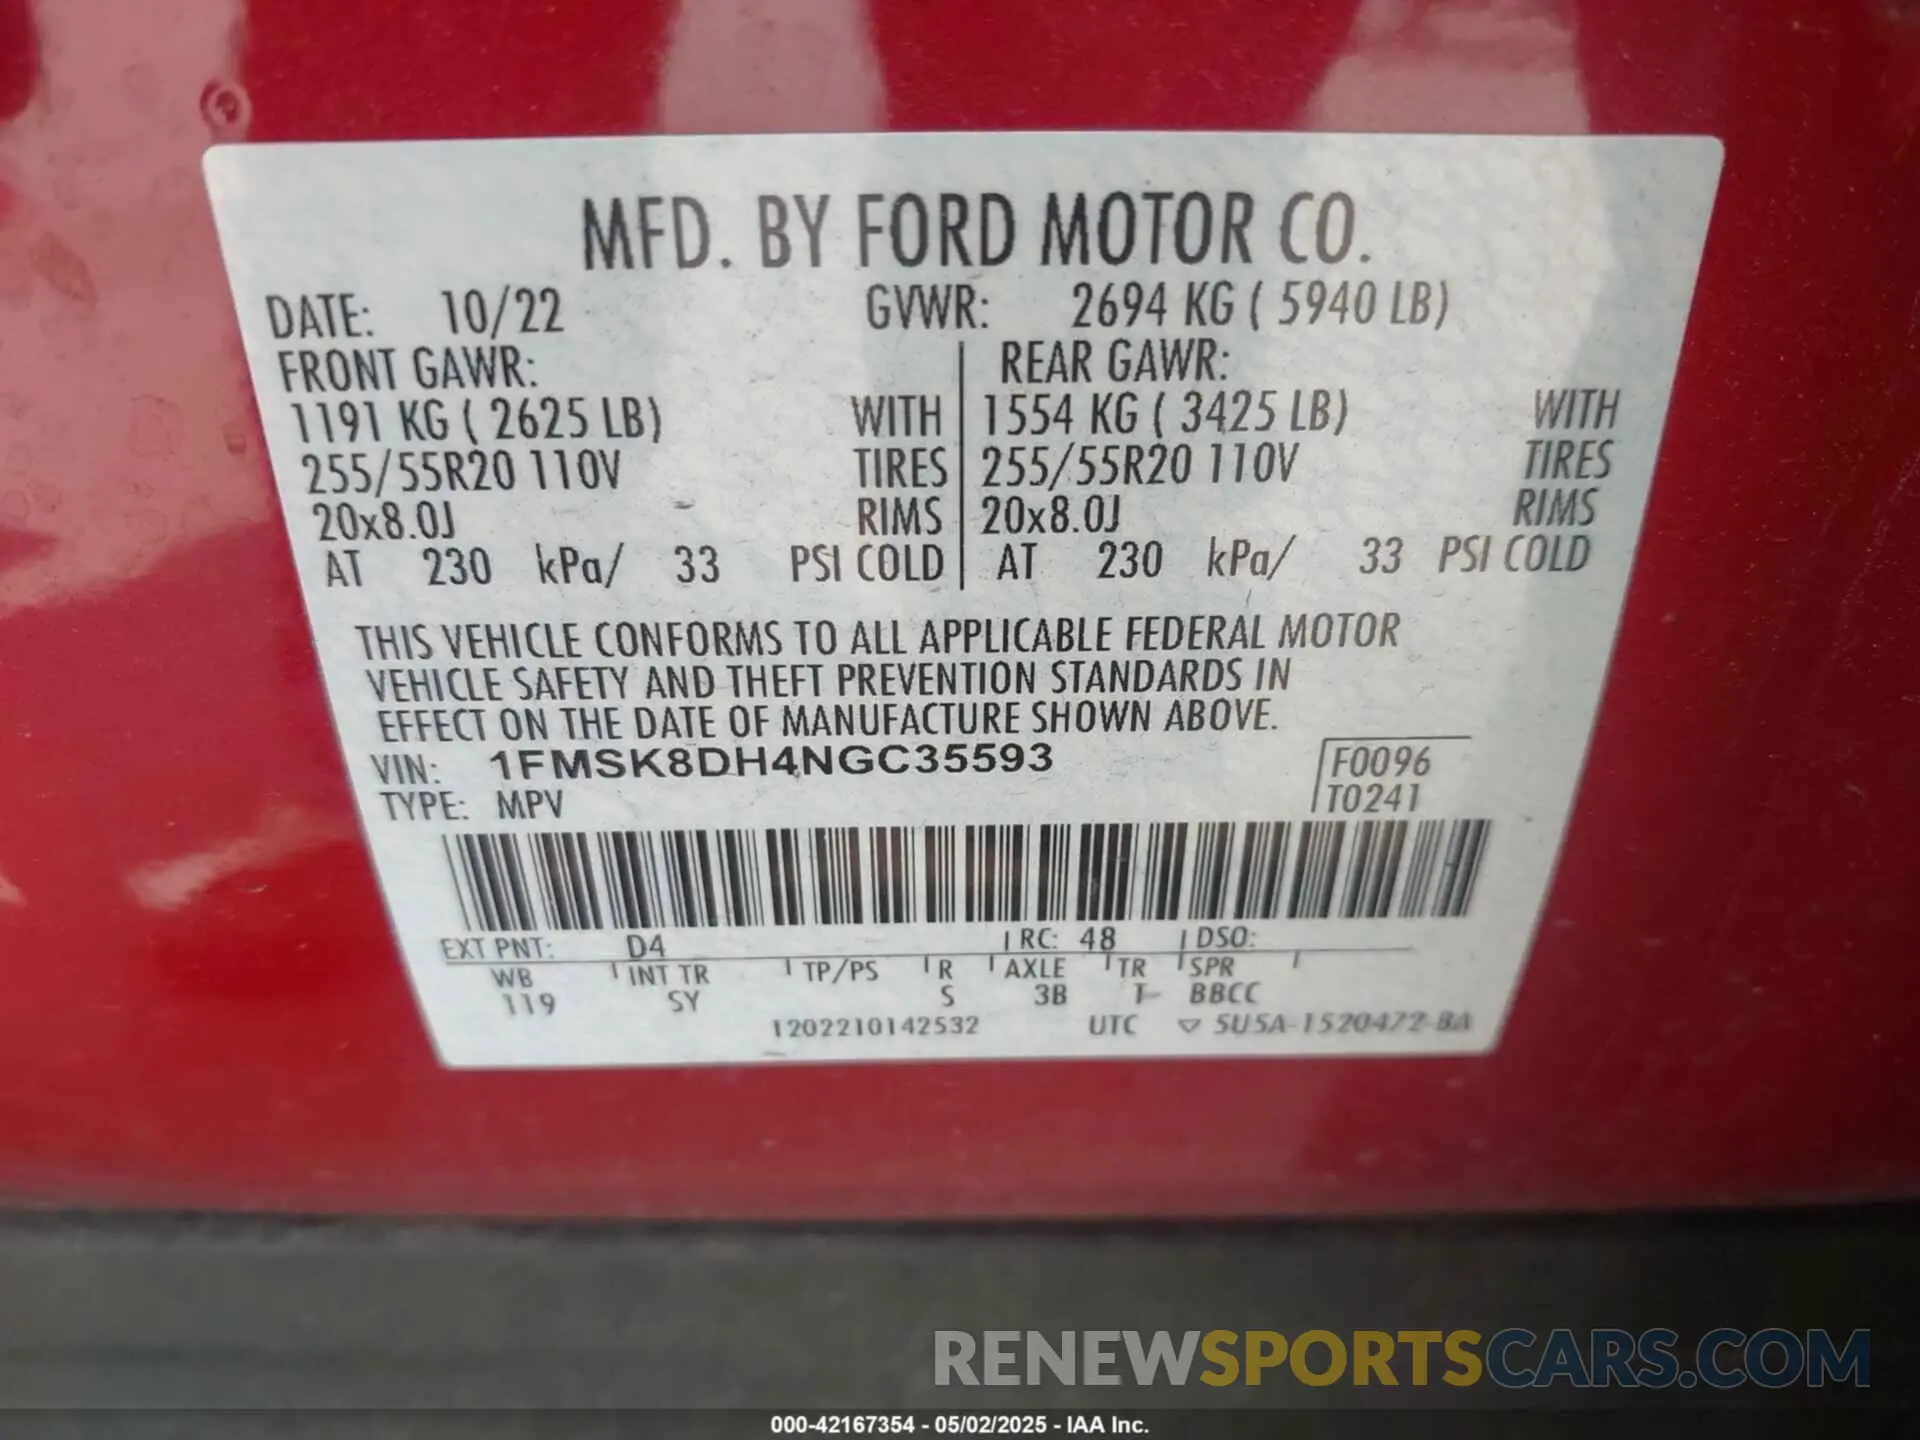 MFD. BY FORD MOTOR CO.
DATE: 10/22 GVWR: 2694 KG ( 5940 LB)
FRONT GAWR: REAR GAWR:
1191 KG ( 2625 LB) WITH 1554 KG ( 3425 LB) WITH
255/55R20 110V TIRES 255/55R20 110V TIRES
20x8.0J RIMS 20x8.0J RIMS
AT 230 kPa/ 33 PSI COLD AT 230 kPa/ 33 PSI COLD
THIS VEHICLE CONFORMS TO ALL APPLICABLE FEDERAL MOTOR
VEHICLE SAFETY AND THEFT PREVENTION STANDARDS IN
EFFECT ON THE DATE OF MANUFACTURE SHOWN ABOVE.
VIN: 1FMSK8DH4NGC35593 F0096
TYPE: MPV T0241
EXT PNT: D4 RC: 48 DSO:
WB INT TR TP/PS R AXLE TR SPR
119 SY S 3B T- BBCC
1202210142532 UTC ▽ 5U5A-1520472-BA
RENEWSPORTSCARS.COM
000-42167354 - 05/02/2025 - IAA Inc.